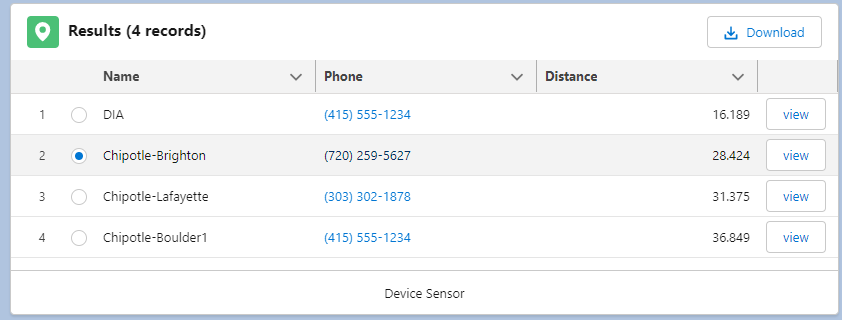 Results (4 records)
Download
Name Phone Distance
1 DIA (415) 555-1234 16.189 view
2 Chipotle-Brighton (720) 259-5627 28.424 view
3 Chipotle-Lafayette (303) 302-1878 31.375 view
4 Chipotle-Boulder1 (415) 555-1234 36.849 view
Device Sensor